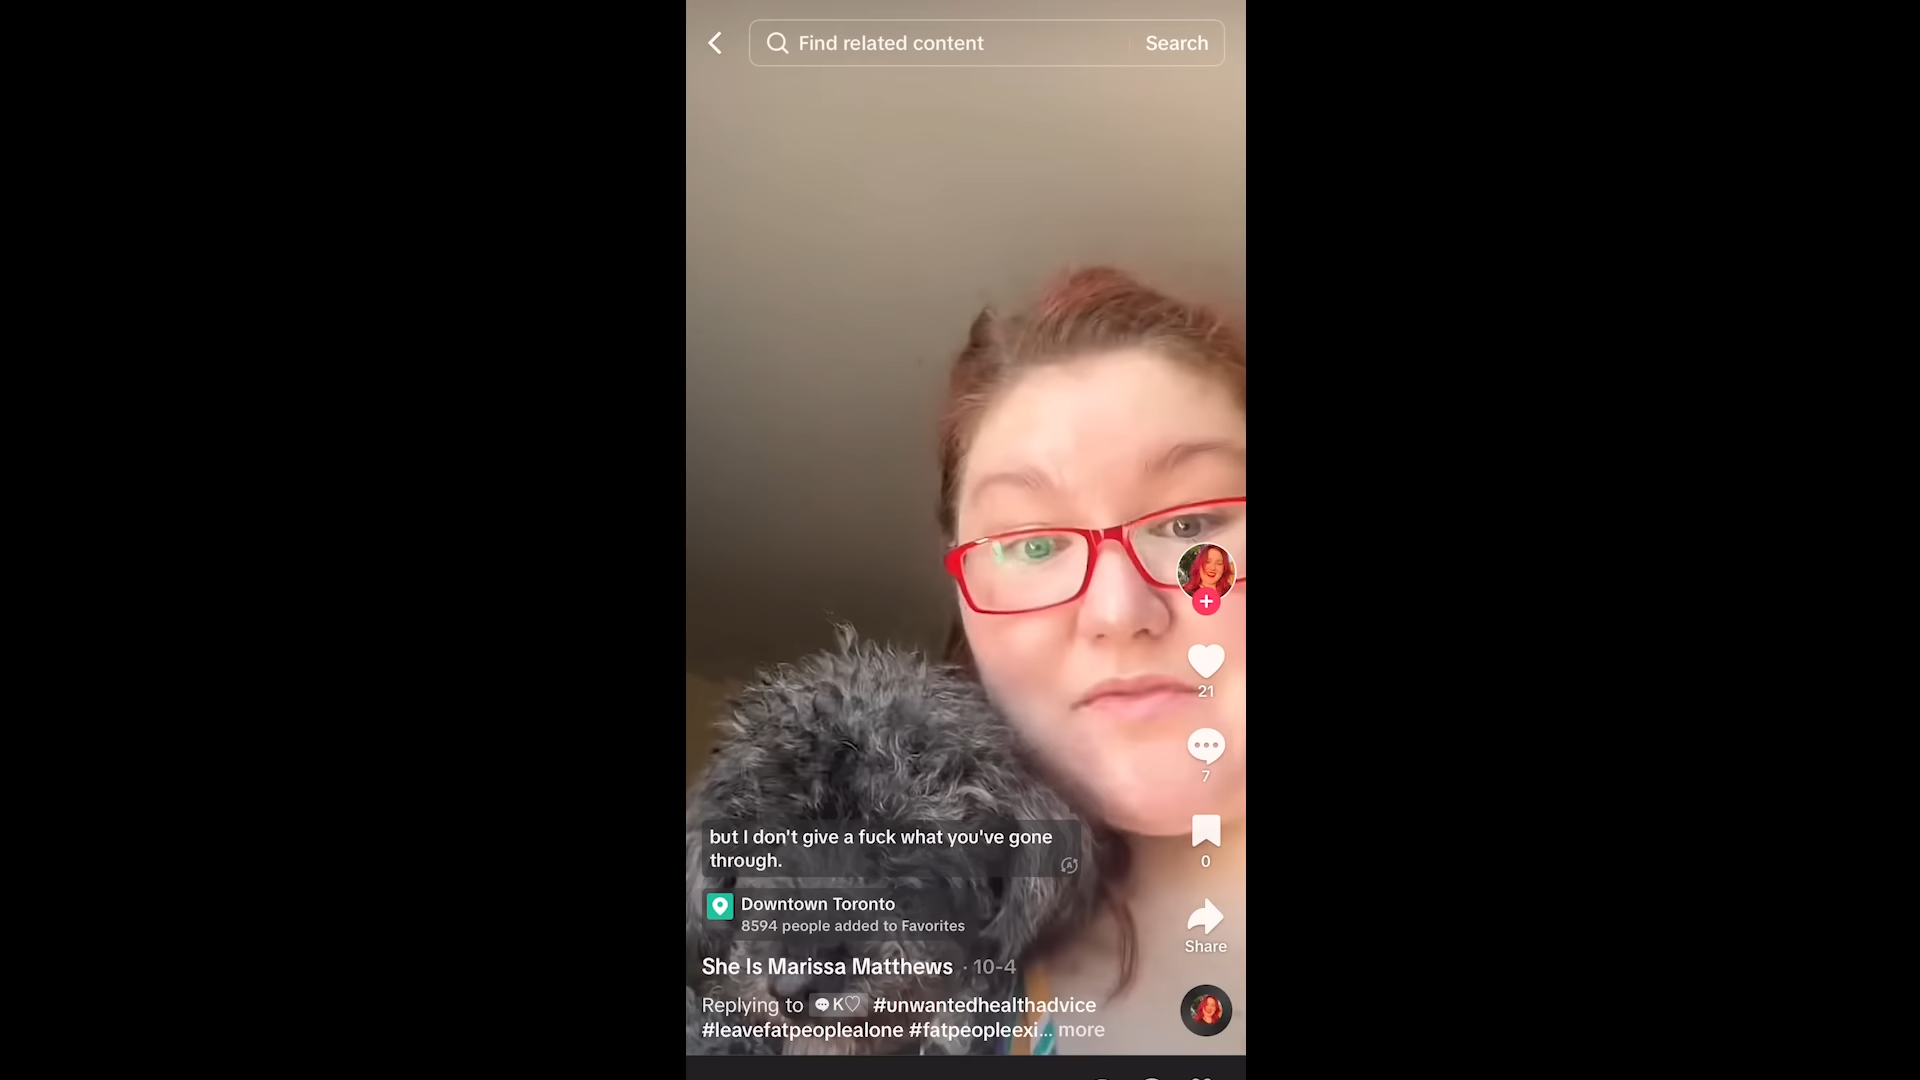 Find related content
Search
21
7
but I don't give a fuck what you've gone
through.
0
Downtown Toronto
8594 people added to Favorites
Share
She Is Marissa Matthews · 10-4
Replying to K♡ #unwantedhealthadvice
#leavefatpeoplealone #fatpeopleexi... more